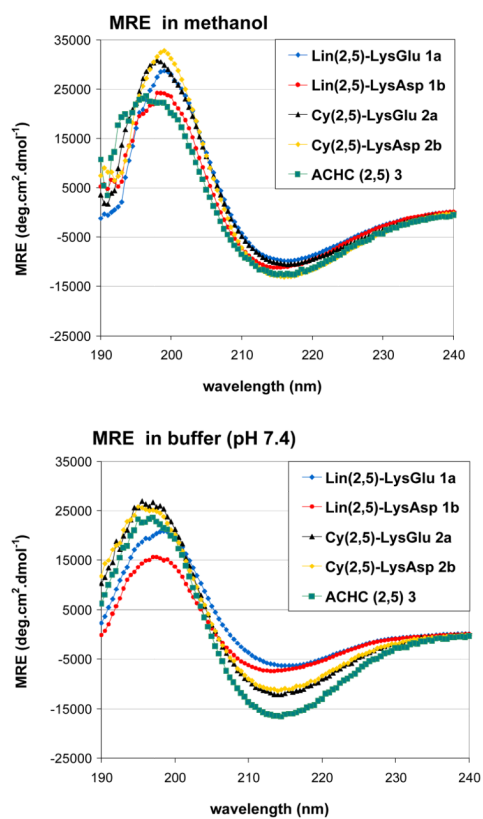 MRE in methanol
35000
25000
15000
5000
-5000
-15000
-25000
MRE (deg.cm².dmol⁻¹)
Lin(2,5)-LysGlu 1a
Lin(2,5)-LysAsp 1b
Cy(2,5)-LysGlu 2a
Cy(2,5)-LysAsp 2b
ACHC (2,5) 3
190 200 210 220 230 240
wavelength (nm)
MRE in buffer (pH 7.4)
35000
25000
15000
5000
-5000
-15000
-25000
MRE (deg.cm².dmol⁻¹)
Lin(2,5)-LysGlu 1a
Lin(2,5)-LysAsp 1b
Cy(2,5)-LysGlu 2a
Cy(2,5)-LysAsp 2b
ACHC (2,5) 3
190 200 210 220 230 240
wavelength (nm)